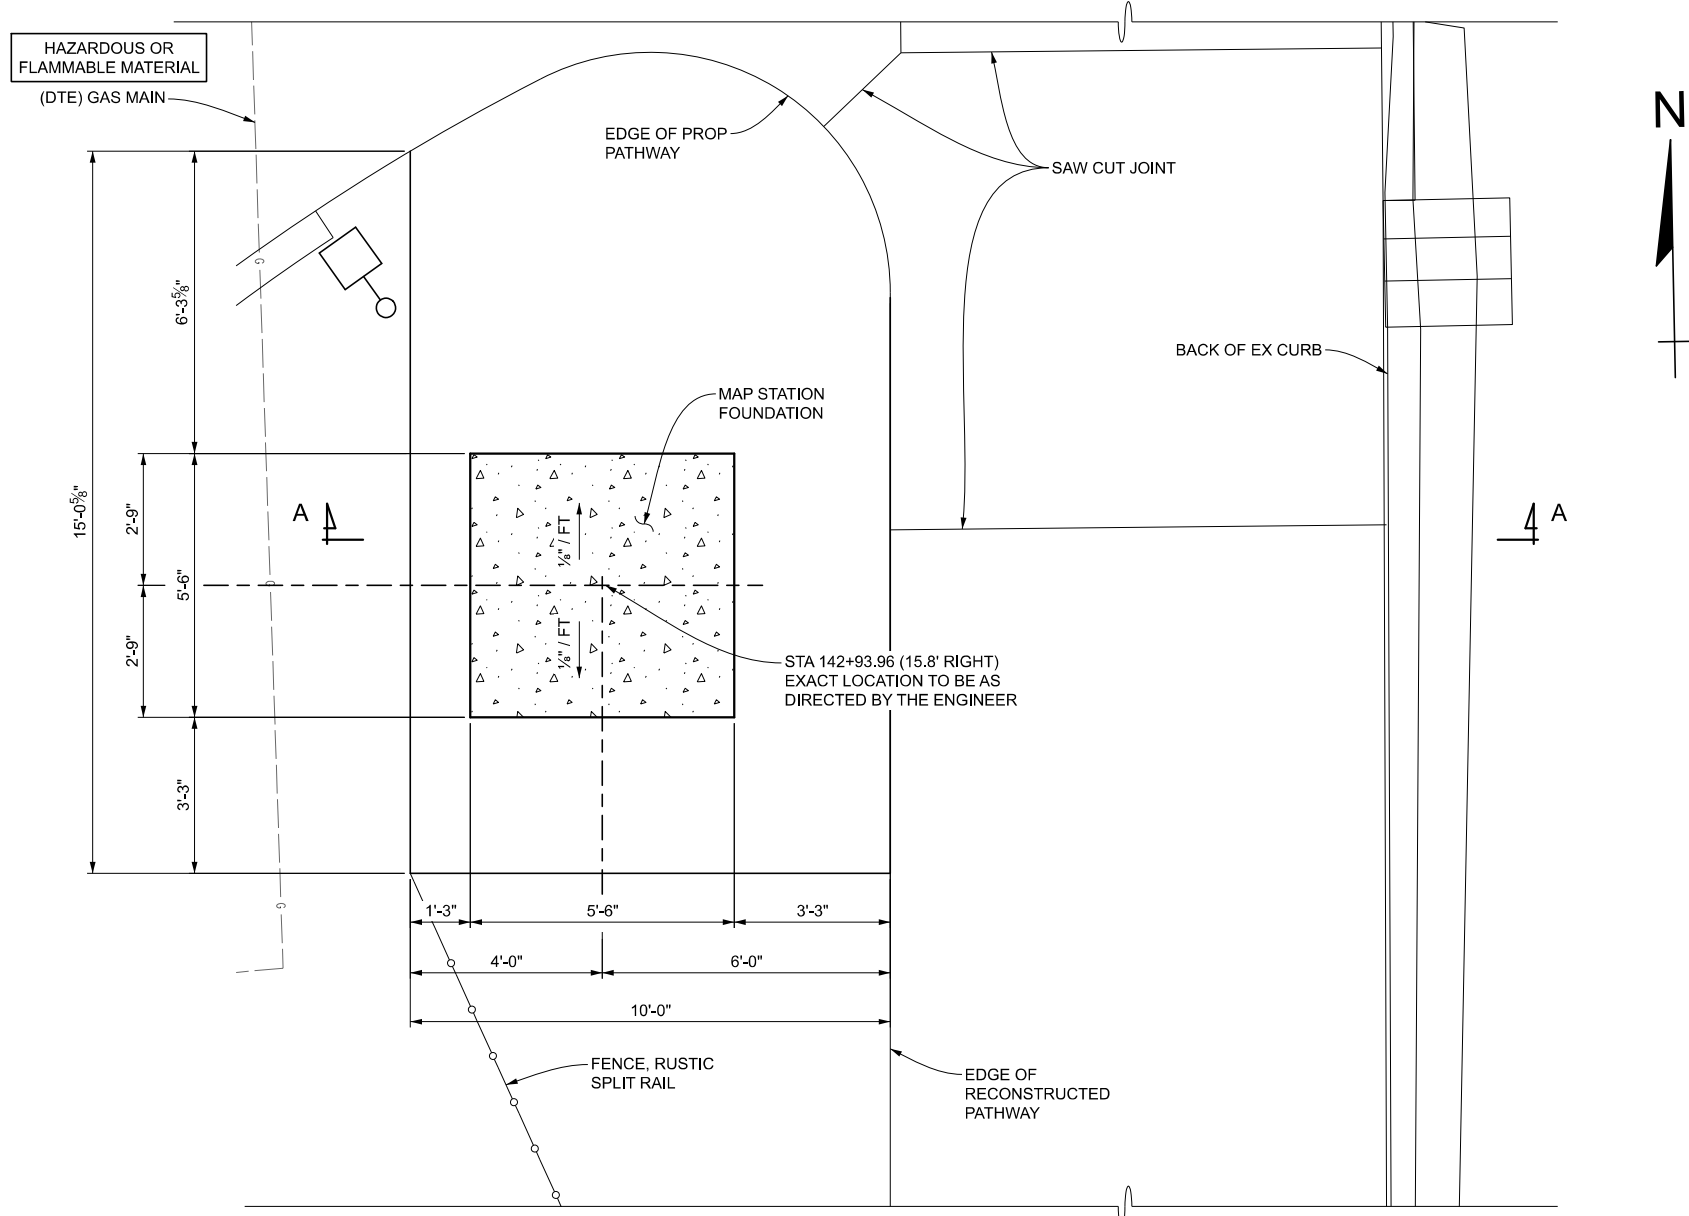 HAZARDOUS OR
FLAMMABLE MATERIAL
(DTE) GAS MAIN
EDGE OF PROP
PATHWAY
SAW CUT JOINT
N
G
6'-3⅝"
BACK OF EX CURB
MAP STATION
FOUNDATION
15'-0⅝"
2'-9"
A
⅛" / FT
A
5'-6"
G
2'-9"
⅛" / FT
STA 142+93.96 (15.8' RIGHT)
EXACT LOCATION TO BE AS
DIRECTED BY THE ENGINEER
3'-3"
G
1'-3"
5'-6"
3'-3"
4'-0"
6'-0"
10'-0"
FENCE, RUSTIC
SPLIT RAIL
EDGE OF
RECONSTRUCTED
PATHWAY